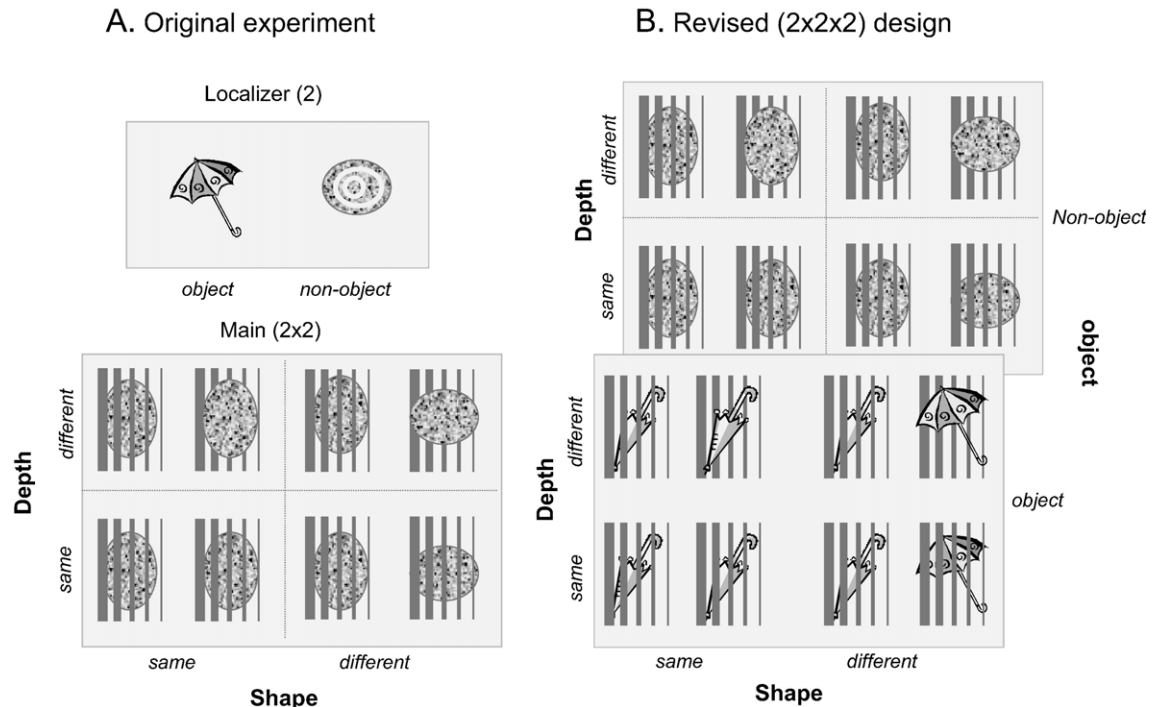 A. Original experiment
Localizer (2)
object
non-object
Main (2x2)
different
Depth
same
same
different
Shape
B. Revised (2x2x2) design
different
Depth
same
Non-object
object
different
Depth
same
object
same
different
Shape